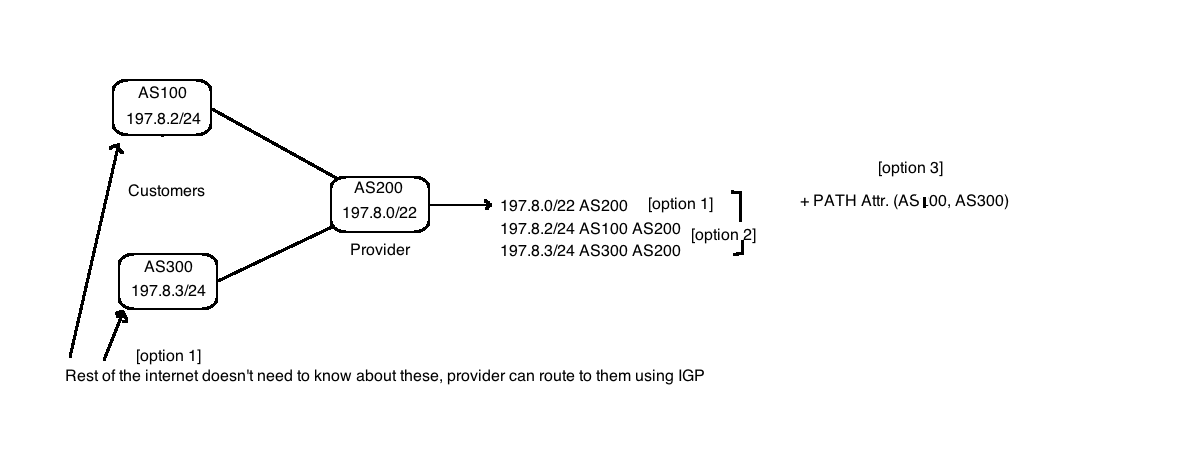 AS100
197.8.2/24
[option 3]
Customers
AS200
197.8.0/22
Provider
197.8.0/22 AS200 [option 1]
+ PATH Attr. (AS100, AS300)
197.8.2/24 AS100 AS200
[option 2]
197.8.3/24 AS300 AS200
AS300
197.8.3/24
[option 1]
Rest of the internet doesn't need to know about these, provider can route to them using IGP